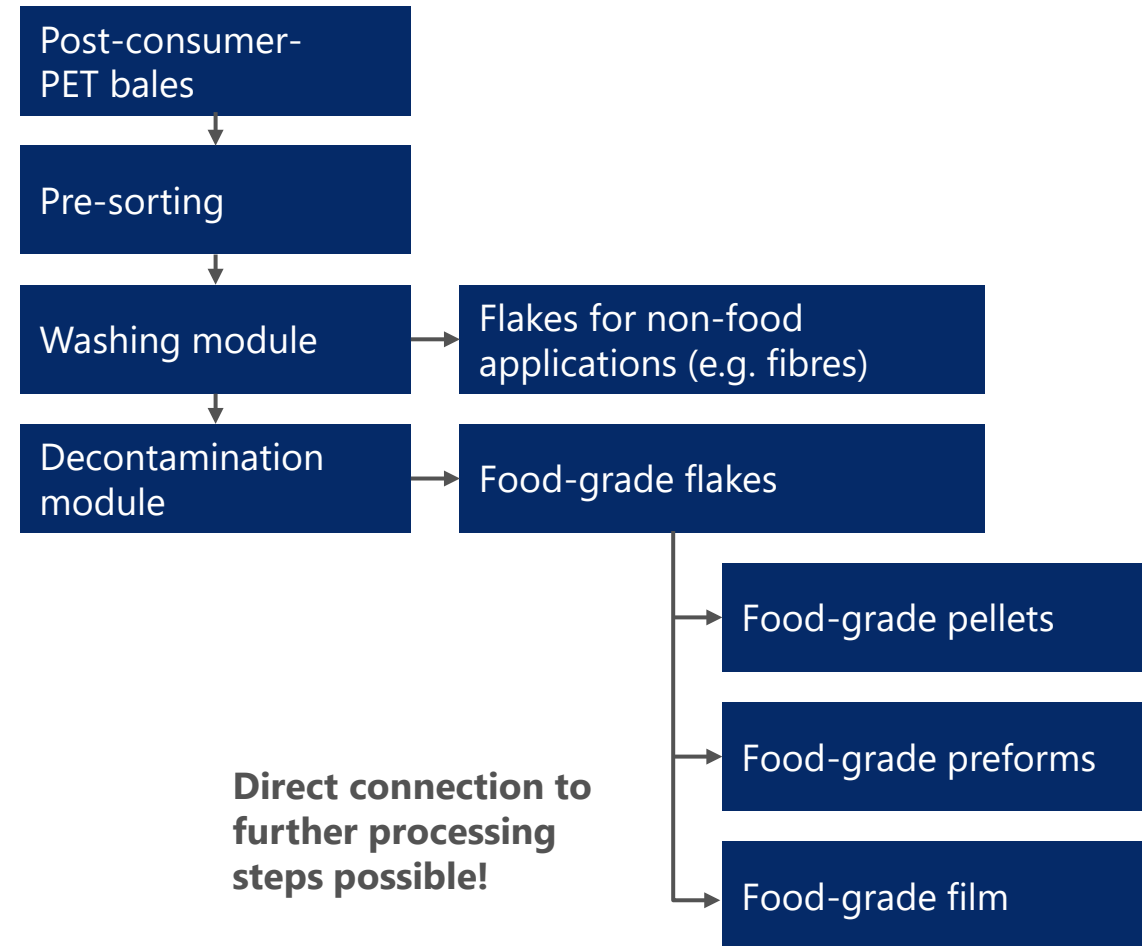 Post-consumer-
PET bales
Pre-sorting
Washing module
Flakes for non-food
applications (e.g. fibres)
Decontamination
module
Food-grade flakes
Food-grade pellets
Food-grade preforms
Direct connection to
further processing
steps possible!
Food-grade film